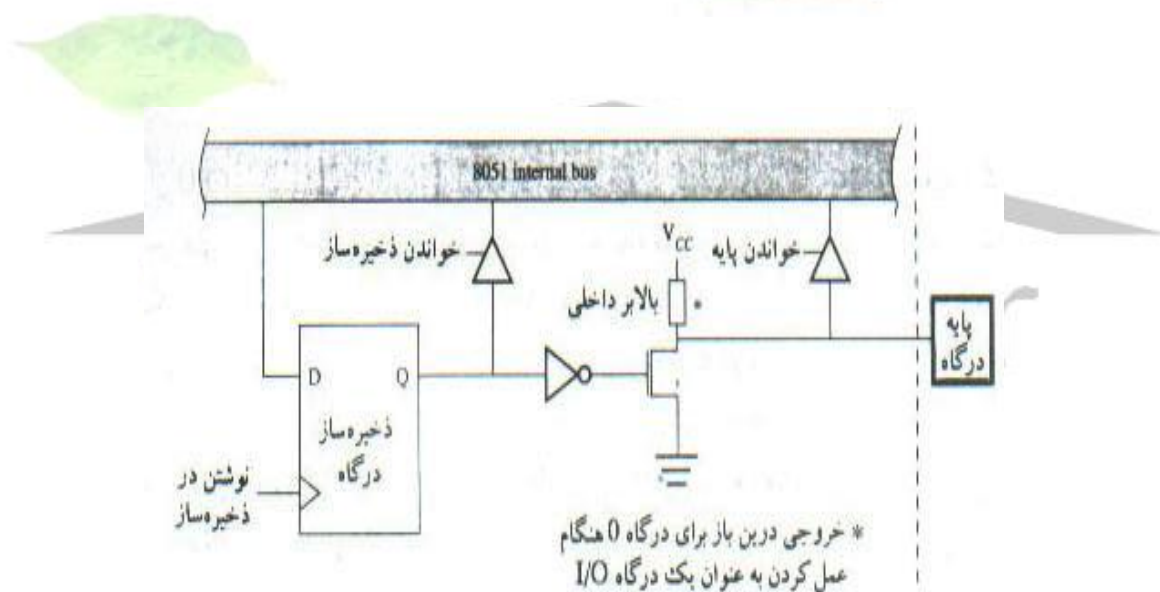 8051 internal bus
خواندن ذخیره‌ساز
V_CC
بالابر داخلی
*
خواندن پایه
پایه
درگاه
D
Q
ذخیره‌ساز
درگاه
نوشتن در
ذخیره‌ساز
* خروجی درین باز برای درگاه 0 هنگام
عمل کردن به عنوان یک درگاه I/O